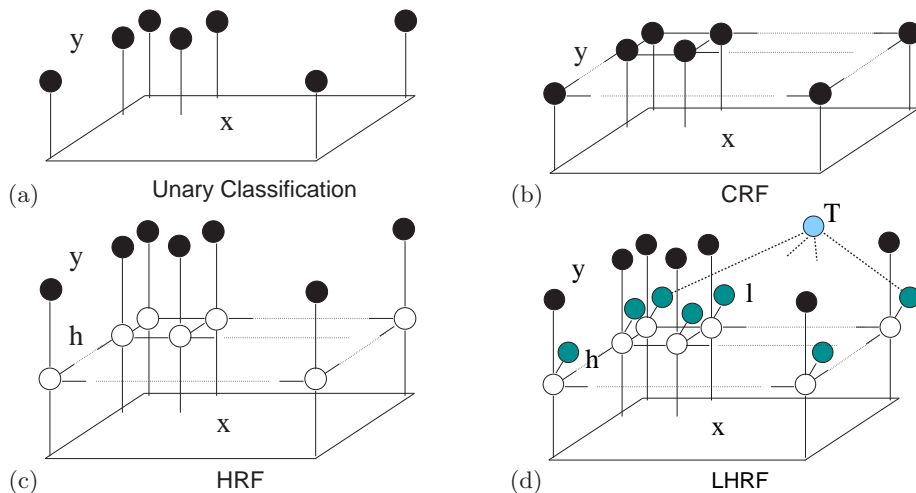 y
x
(a) Unary Classification
y
x
(b) CRF
y
h
x
(c) HRF
T
y
l
h
x
(d) LHRF